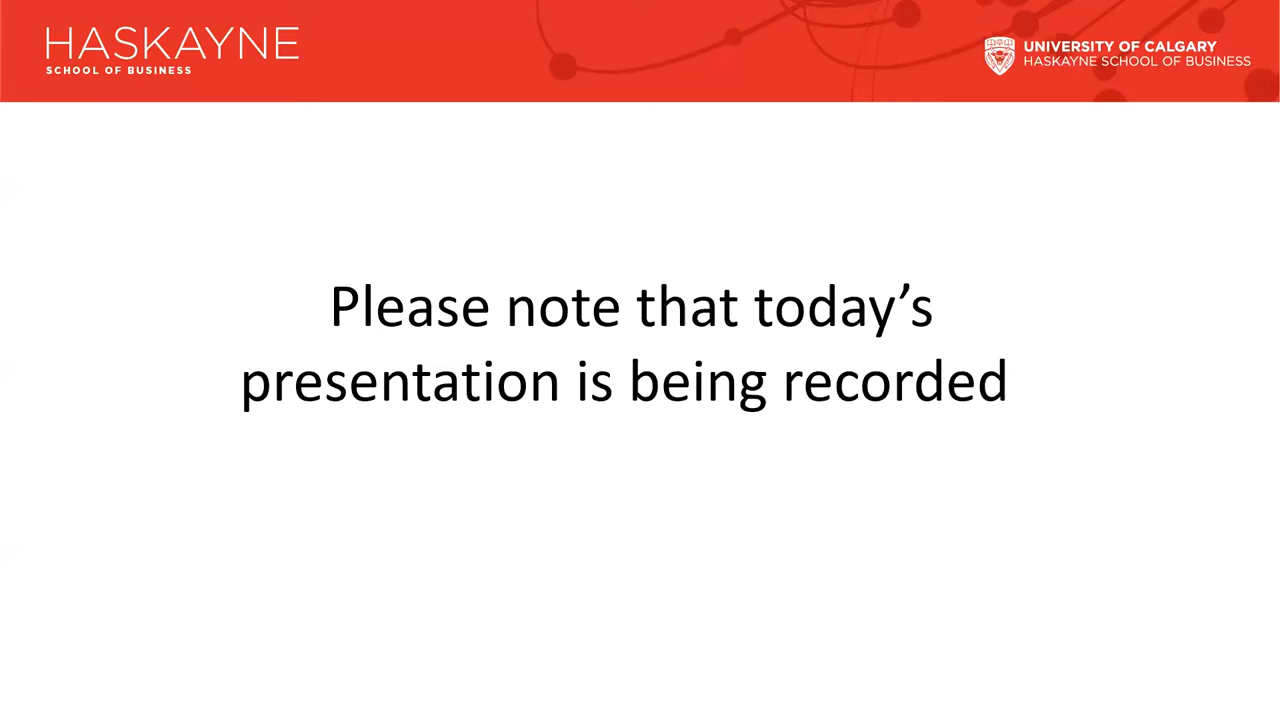 HASKAYNE
SCHOOL OF BUSINESS
UNIVERSITY OF CALGARY
HASKAYNE SCHOOL OF BUSINESS
Please note that today’s
presentation is being recorded